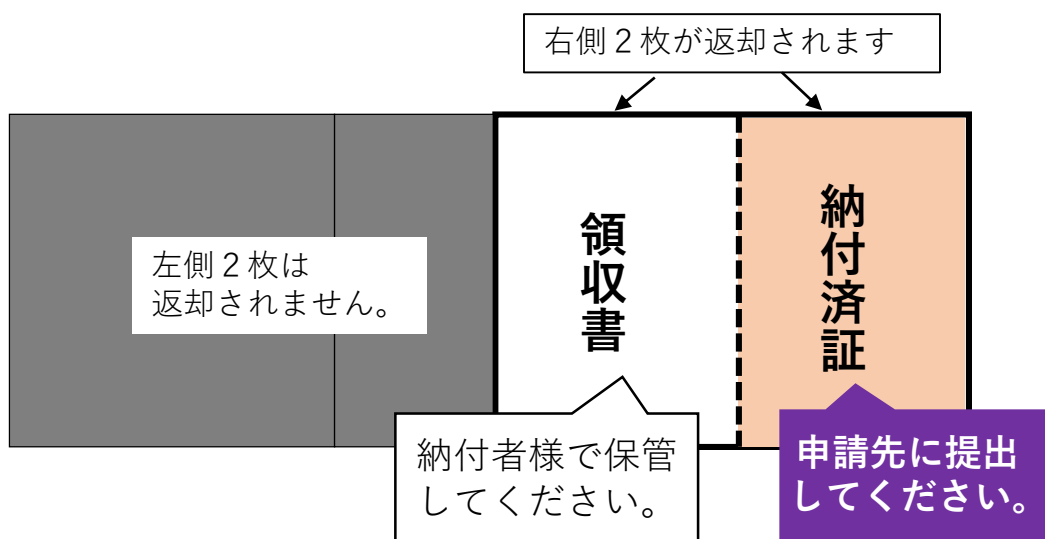 右側２枚が返却されます
左側２枚は
返却されません。
領収書
納付済証
納付者様で保管
してください。
申請先に提出
してください。